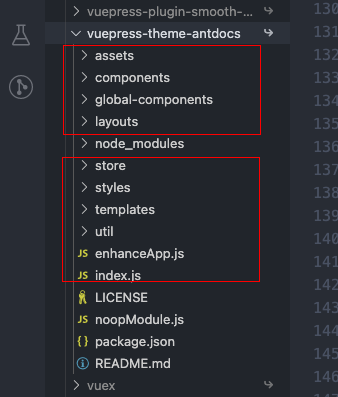 vuepress-plugin-smooth-...
vuepress-theme-antdocs
assets
components
global-components
layouts
node_modules
store
styles
templates
util
JS enhanceApp.js
JS index.js
LICENSE
JS noopModule.js
{} package.json
README.md
vuex
130
131
132
133
134
135
136
137
138
139
140
141
142
143
144
145
146
147